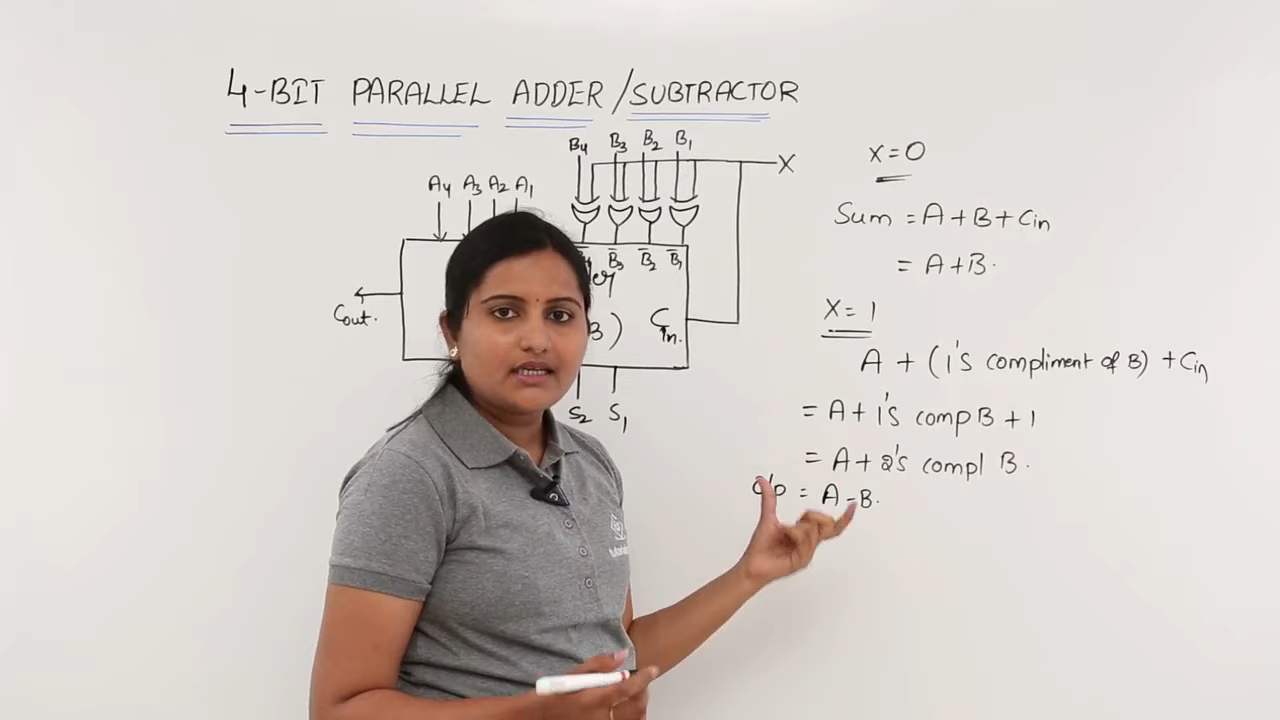 4-BIT PARALLEL ADDER/SUBTRACTOR
B4 B3 B2 B1
X
A4 A3 A2 A1
B̅3 B̅2 B̅1
B)
Cin.
Cout.
S2 S1
X=0
Sum = A+B+Cin
= A+B.
X=1
A + (1's compliment of B) + Cin
= A+1's comp B + 1
= A+2's compl B.
o/p = A-B.